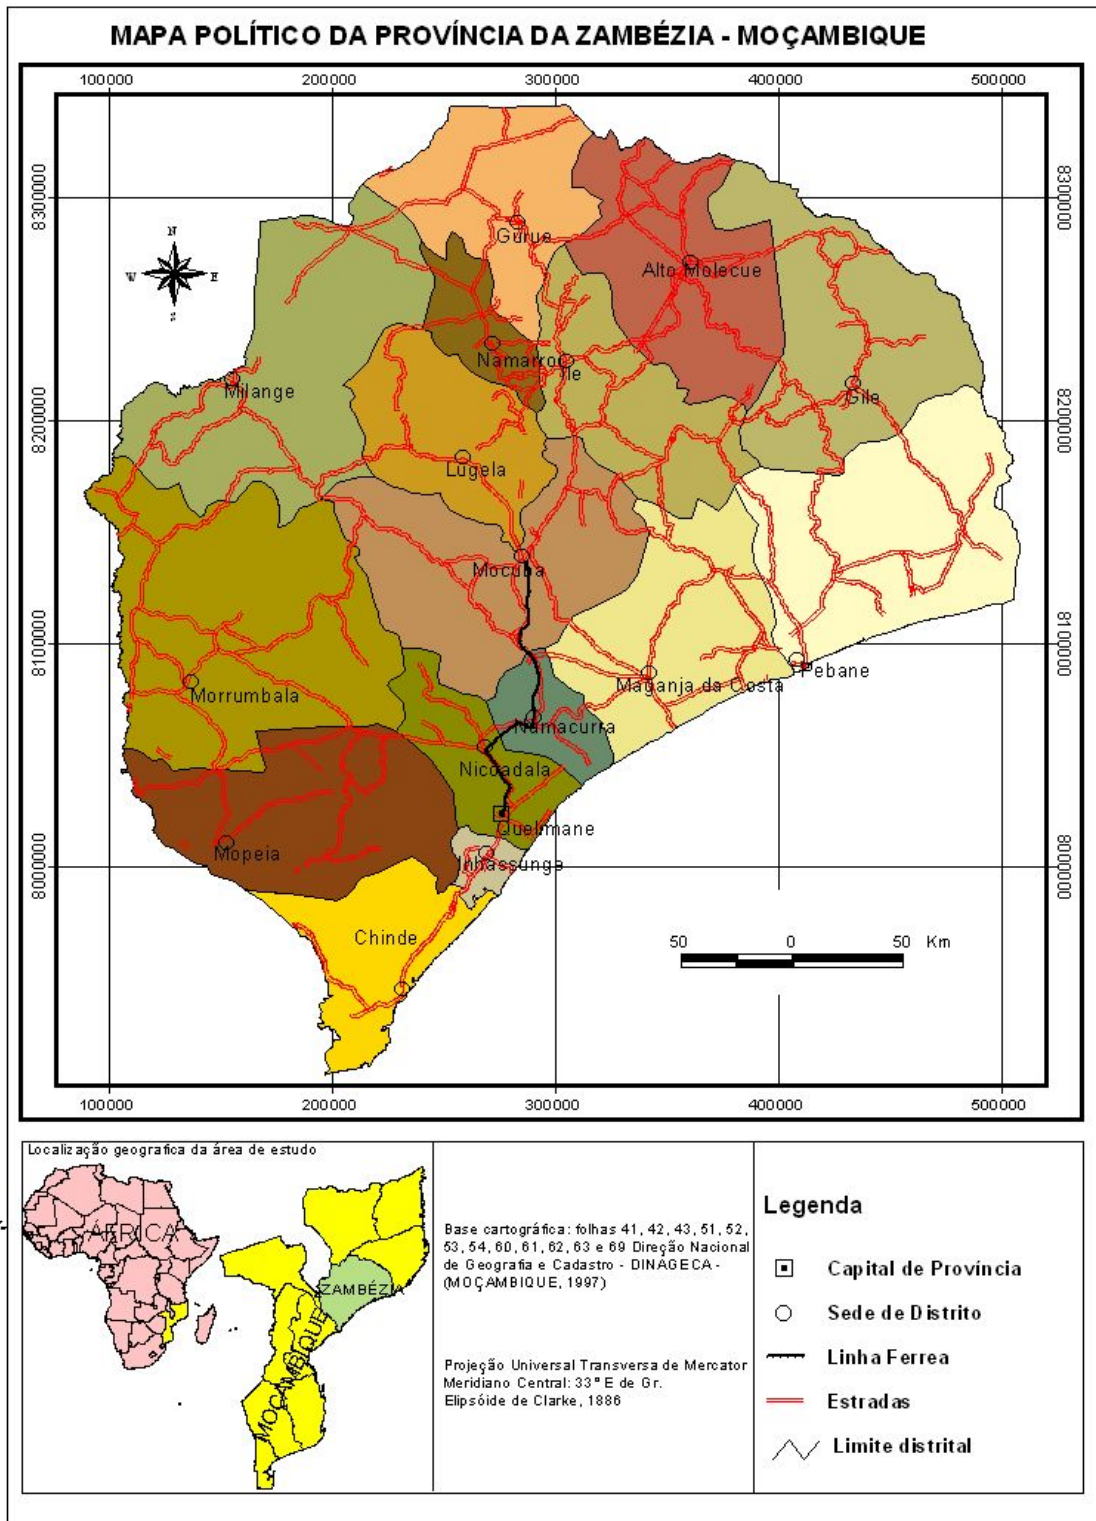 MAPA POLÍTICO DA PROVÍNCIA DA ZAMBÉZIA - MOÇAMBIQUE
100000 200000 300000 400000 500000
8300000 8300000
N
W E
S
Gurue
Alto Molecue
Namarroi
Ile
Milange
Gile
8200000 8200000
Lugela
Mocuba
8100000 8100000
Pebane
Maganja da Costa
Morrumbala
Namacurra
Nicoadala
Quelimane
Mopeia
Inhassunge
8000000 8000000
Chinde
50 0 50 Km
100000 200000 300000 400000 500000
Localização geografica da área de estudo
ÁFRICA
ZAMBÉZIA
MOÇAMBIQUE
Base cartográfica: folhas 41, 42, 43, 51, 52,
53, 54, 60, 61, 62, 63 e 69 Direção Nacional
de Geografia e Cadastro - DINAGECA -
(MOÇAMBIQUE, 1997)
Projeção Universal Transversa de Mercator
Meridiano Central: 33° E de Gr.
Elipsóide de Clarke, 1886
Legenda
Capital de Província
Sede de Distrito
Linha Ferrea
Estradas
Limite distrital